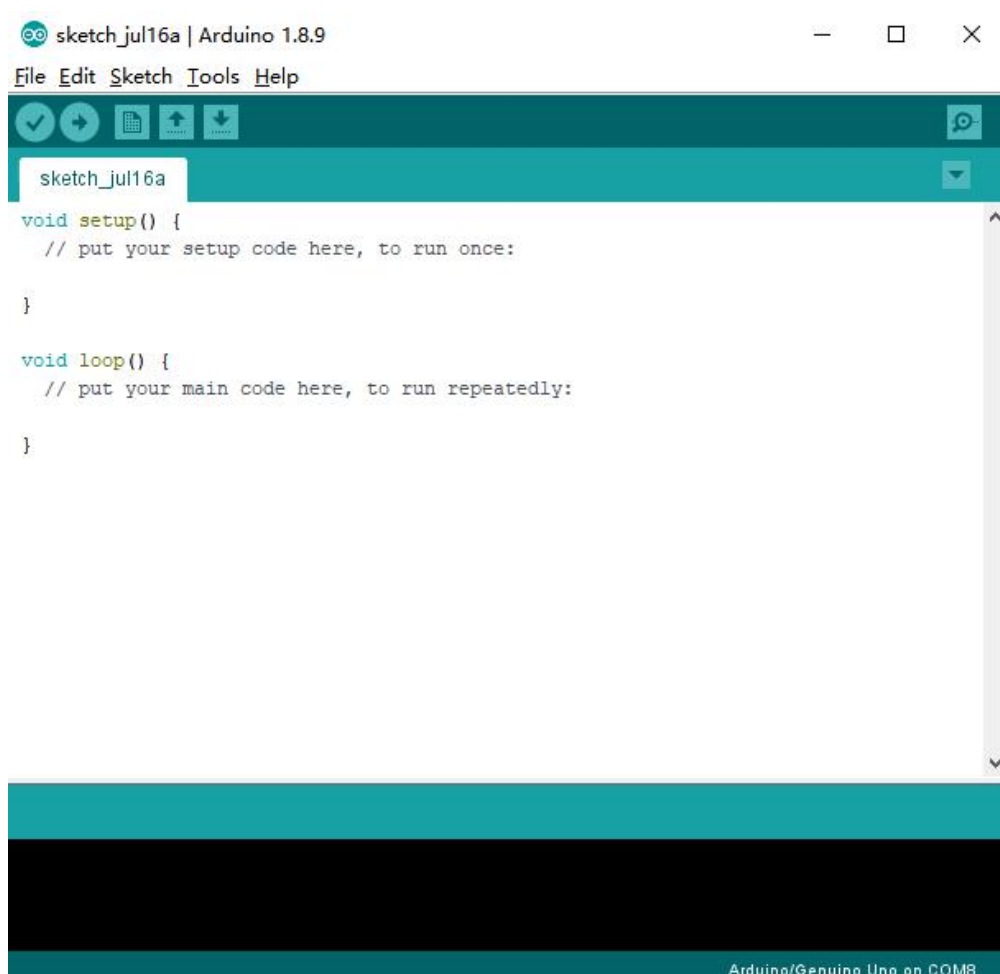 sketch_jul16a | Arduino 1.8.9
File Edit Sketch Tools Help
sketch_jul16a
void setup() {
  // put your setup code here, to run once:
}
void loop() {
  // put your main code here, to run repeatedly:
}
Arduino/Genuino Uno on COM8